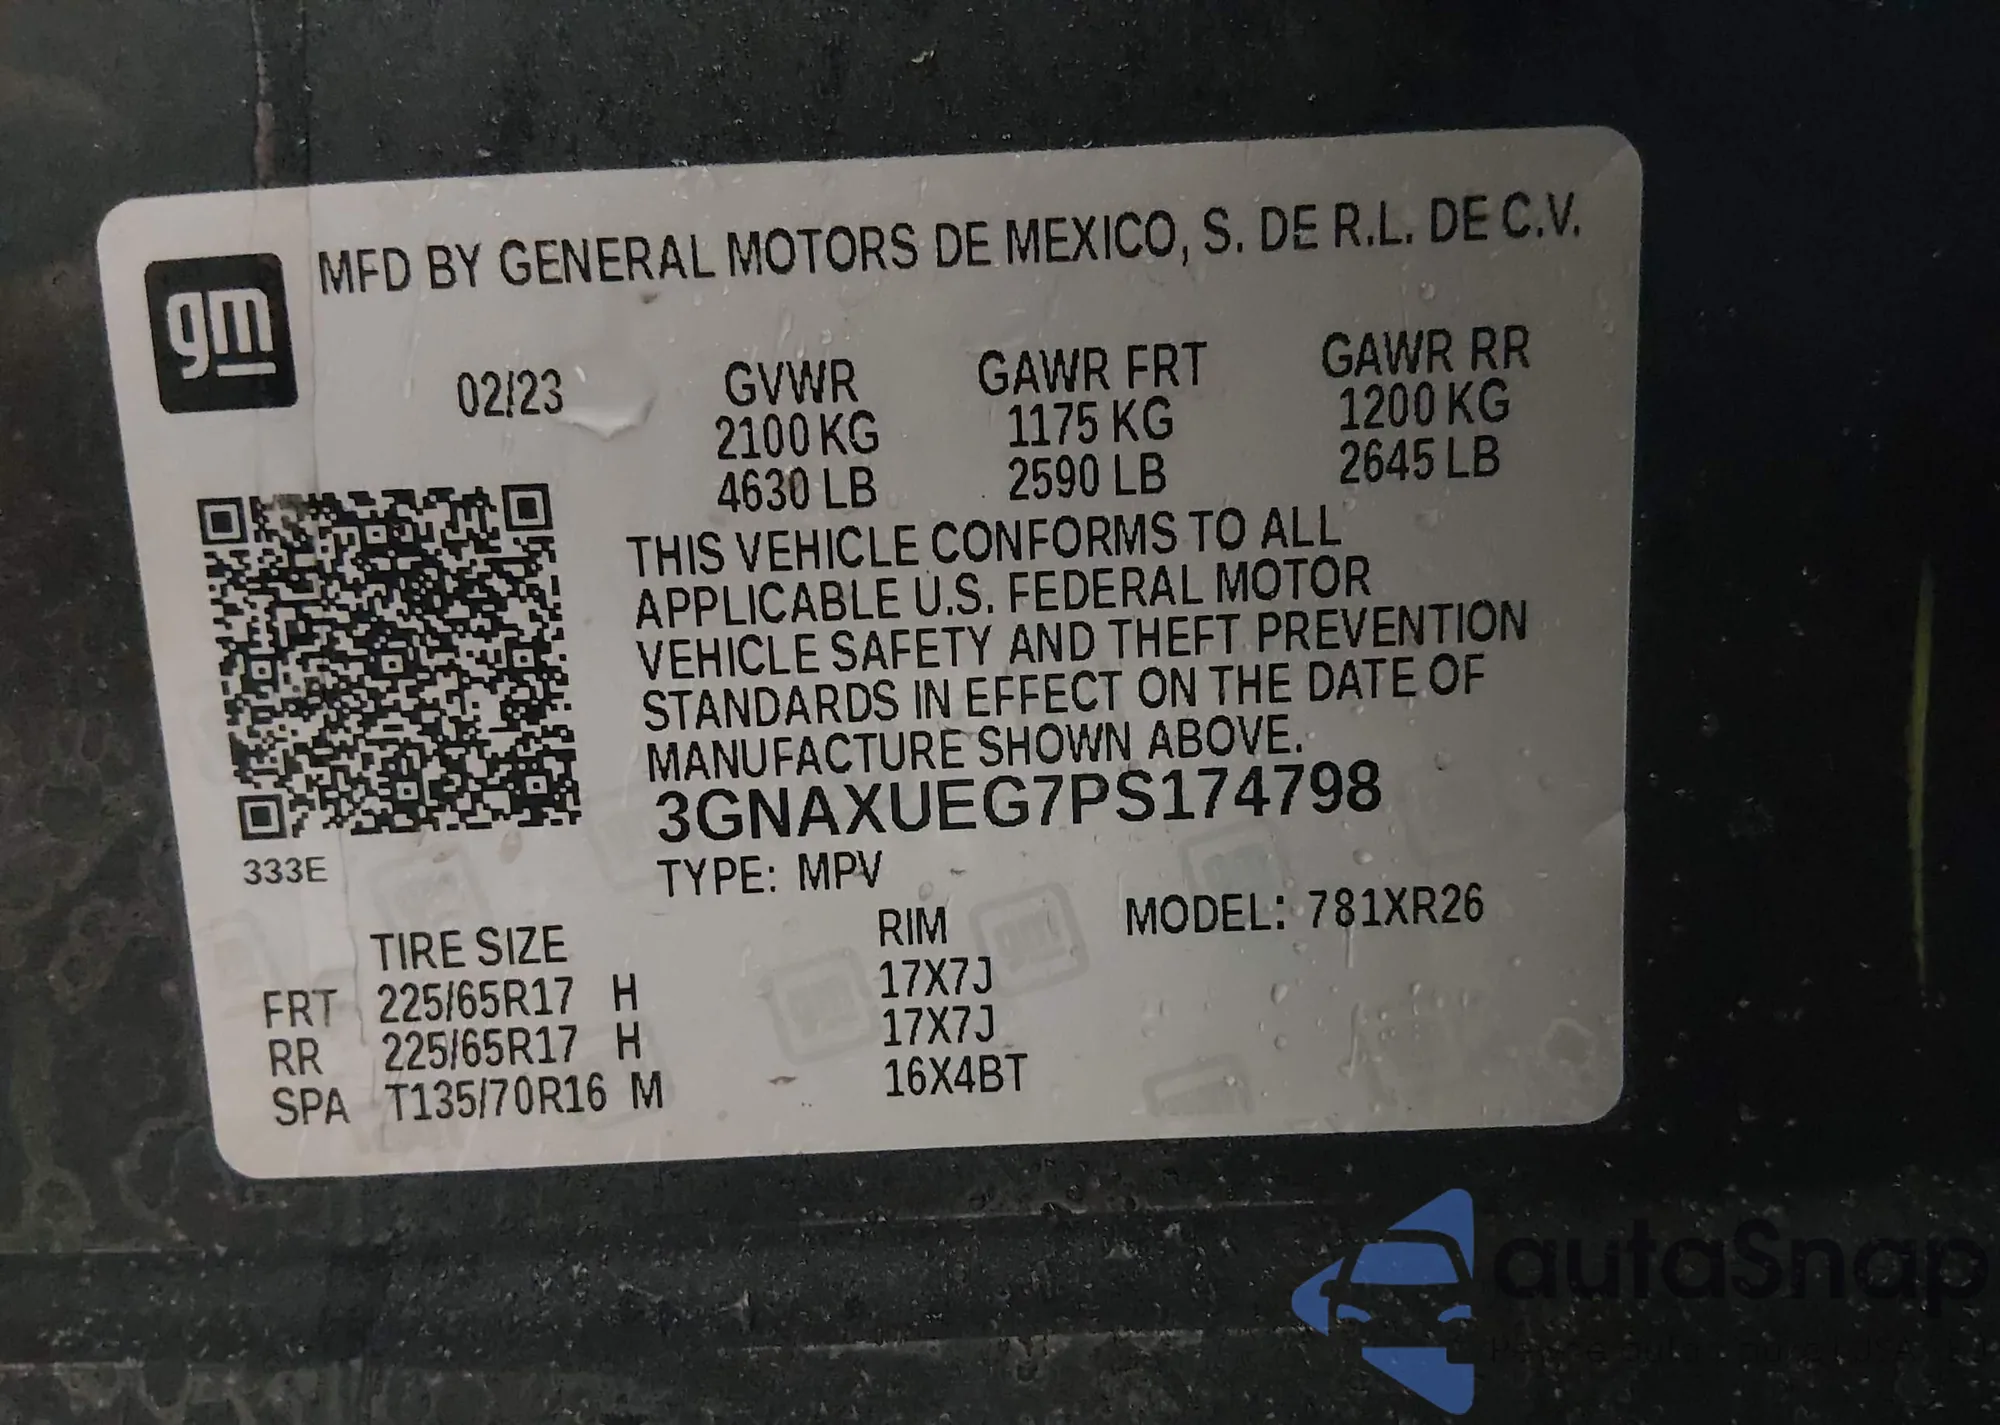 gm
MFD BY GENERAL MOTORS DE MEXICO, S. DE R.L. DE C.V.
02/23 GVWR GAWR FRT GAWR RR
2100 KG 1175 KG 1200 KG
4630 LB 2590 LB 2645 LB
THIS VEHICLE CONFORMS TO ALL
APPLICABLE U.S. FEDERAL MOTOR
VEHICLE SAFETY AND THEFT PREVENTION
STANDARDS IN EFFECT ON THE DATE OF
MANUFACTURE SHOWN ABOVE.
3GNAXUEG7PS174798
333E
TYPE: MPV MODEL: 781XR26
TIRE SIZE RIM
FRT 225/65R17 H 17X7J
RR 225/65R17 H 17X7J
SPA T135/70R16 M 16X4BT
autaSnap